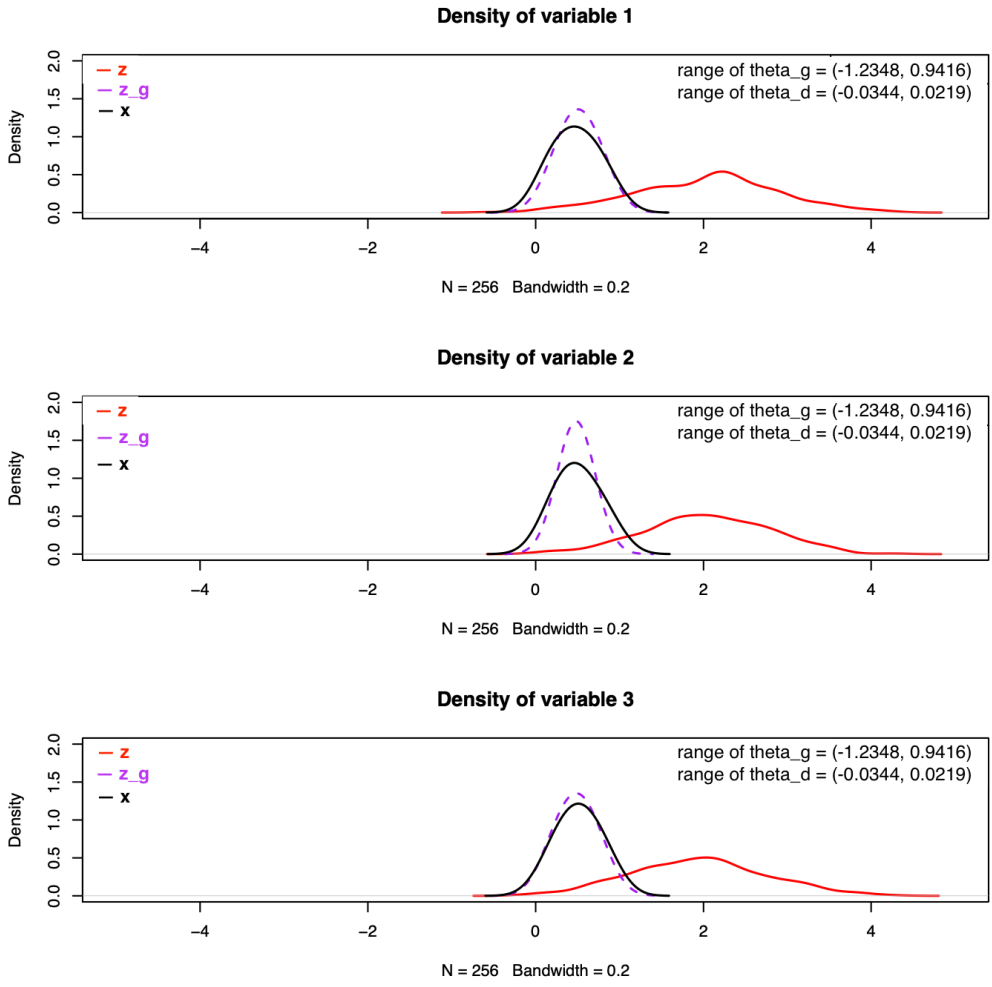 Density of variable 1
Density
2.0
1.5
1.0
0.5
0.0
z
z_g
x
range of theta_g = (-1.2348, 0.9416)
range of theta_d = (-0.0344, 0.0219)
−4 −2 0 2 4
N = 256 Bandwidth = 0.2
Density of variable 2
Density
2.0
1.5
1.0
0.5
0.0
z
z_g
x
range of theta_g = (-1.2348, 0.9416)
range of theta_d = (-0.0344, 0.0219)
−4 −2 0 2 4
N = 256 Bandwidth = 0.2
Density of variable 3
Density
2.0
1.5
1.0
0.5
0.0
z
z_g
x
range of theta_g = (-1.2348, 0.9416)
range of theta_d = (-0.0344, 0.0219)
−4 −2 0 2 4
N = 256 Bandwidth = 0.2